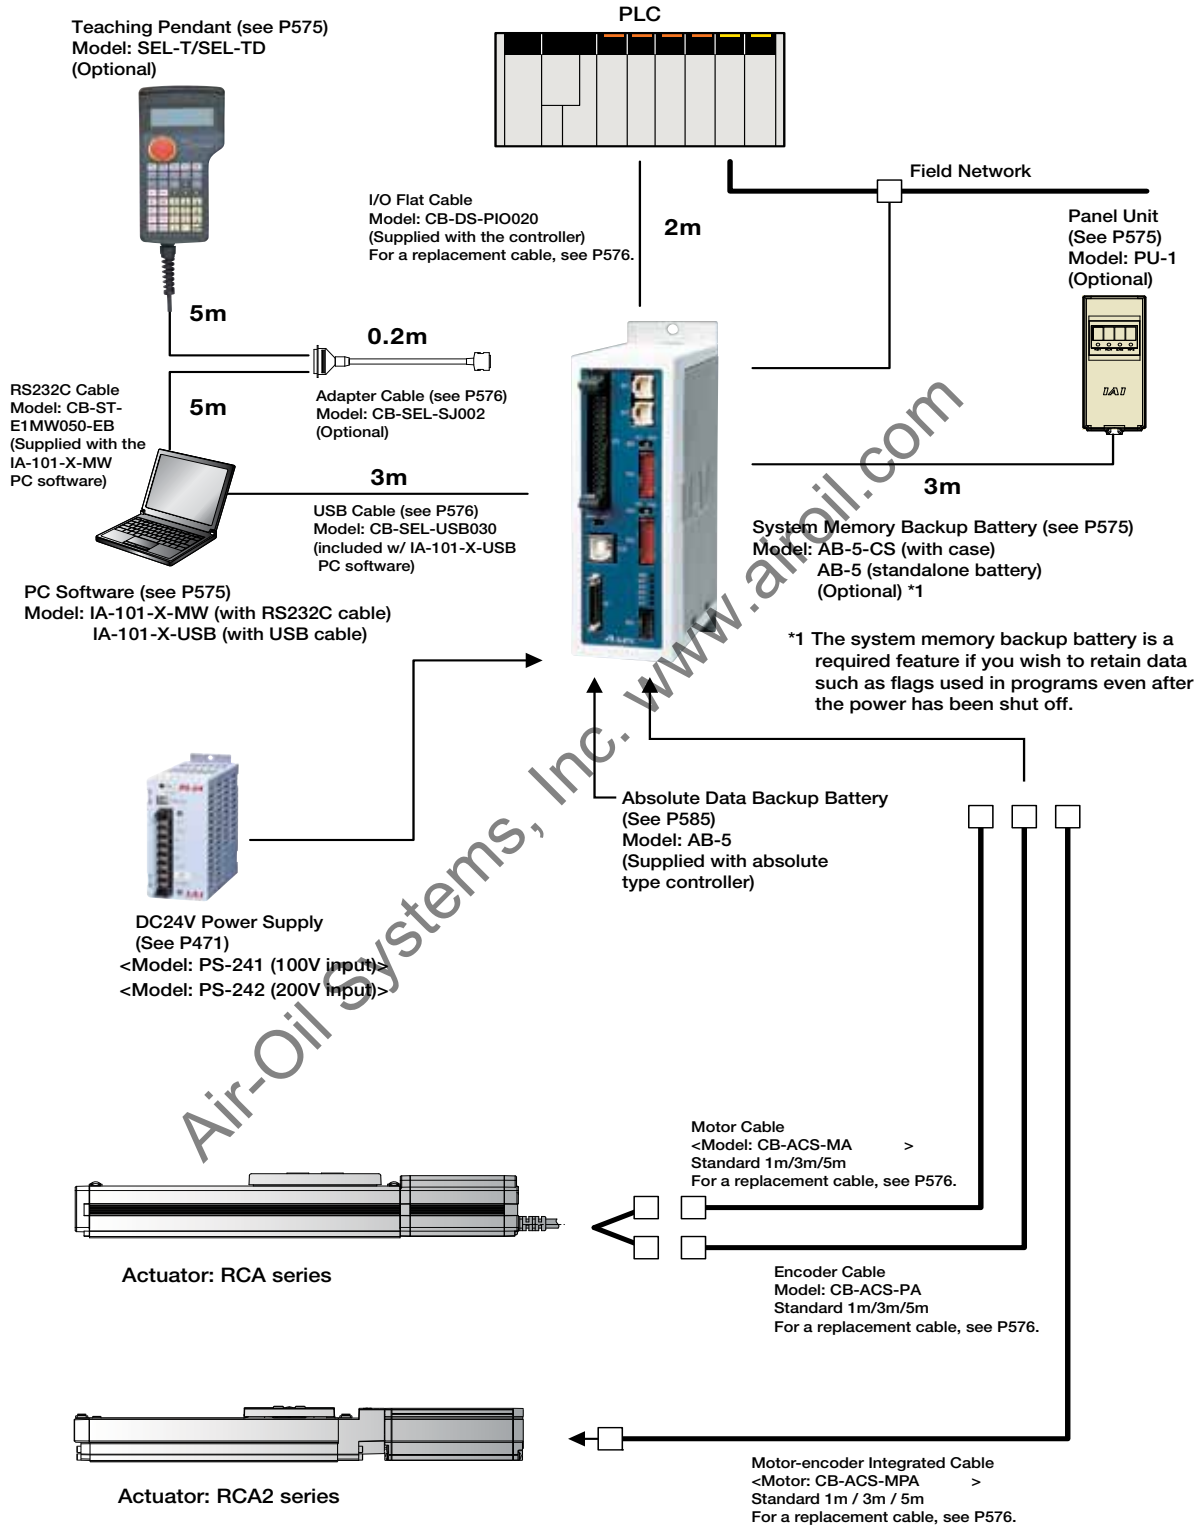 PLC
Teaching Pendant (see P575)
Model: SEL-T/SEL-TD
(Optional)
Field Network
I/O Flat Cable
Model: CB-DS-PIO020
(Supplied with the controller)
For a replacement cable, see P576.
2m
Panel Unit
(See P575)
Model: PU-1
(Optional)
5m
0.2m
IAI
RS232C Cable
Model: CB-ST-
E1MW050-EB
(Supplied with the
IA-101-X-MW
PC software)
5m
Adapter Cable (see P576)
Model: CB-SEL-SJ002
(Optional)
3m
3m
USB Cable (see P576)
Model: CB-SEL-USB030
(included w/ IA-101-X-USB
PC software)
System Memory Backup Battery (see P575)
Model: AB-5-CS (with case)
AB-5 (standalone battery)
(Optional) *1
PC Software (see P575)
Model: IA-101-X-MW (with RS232C cable)
IA-101-X-USB (with USB cable)
*1 The system memory backup battery is a
required feature if you wish to retain data
such as flags used in programs even after
the power has been shut off.
PS-24
IAI
Absolute Data Backup Battery
(See P585)
Model: AB-5
(Supplied with absolute
type controller)
DC24V Power Supply
(See P471)
<Model: PS-241 (100V input)>
<Model: PS-242 (200V input)>
Air-Oil Systems, Inc. www.airoil.com
Motor Cable
<Model: CB-ACS-MA >
Standard 1m/3m/5m
For a replacement cable, see P576.
Actuator: RCA series
Encoder Cable
Model: CB-ACS-PA
Standard 1m/3m/5m
For a replacement cable, see P576.
Actuator: RCA2 series
Motor-encoder Integrated Cable
<Motor: CB-ACS-MPA >
Standard 1m / 3m / 5m
For a replacement cable, see P576.